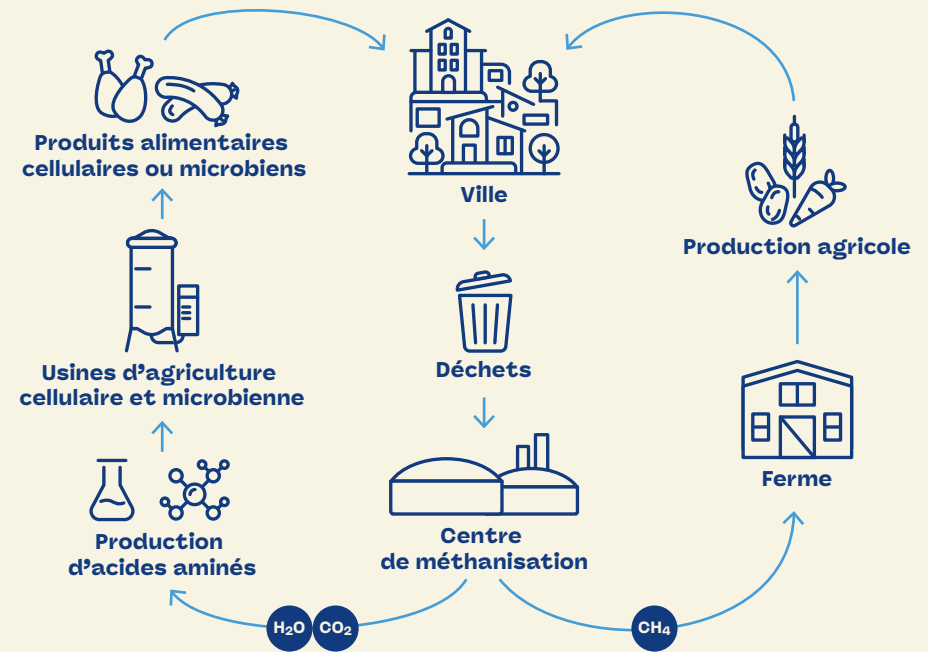 Produits alimentaires
cellulaires ou microbiens
Ville
Production agricole
Usines d’agriculture
cellulaire et microbienne
Déchets
Ferme
Production
d’acides aminés
Centre
de méthanisation
H₂O
CO₂
CH₄